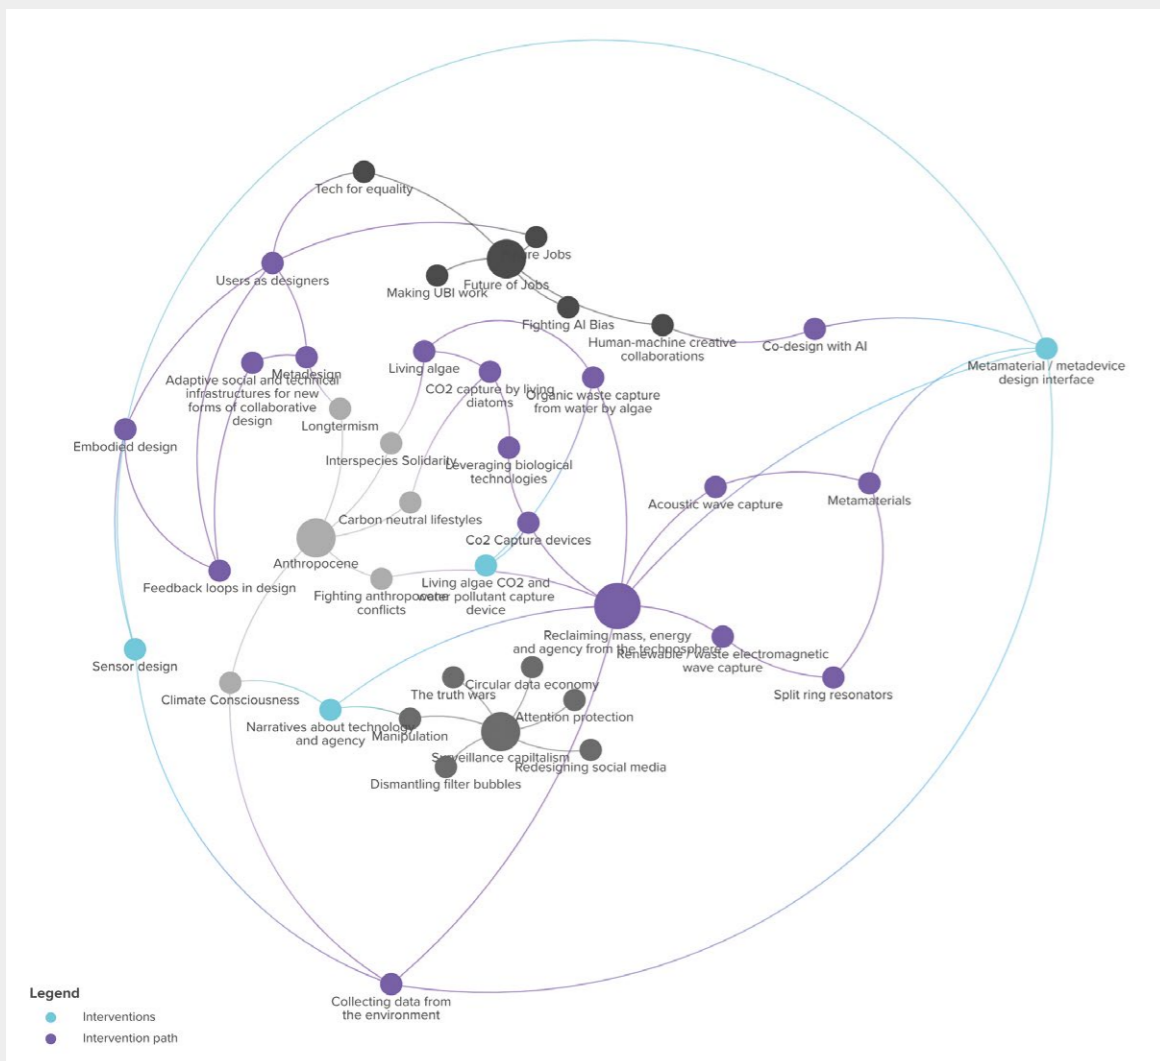 Tech for equality
re Jobs
Users as designers
Future of Jobs
Making UBI work
Fighting AI Bias
Human-machine creative
collaborations
Co-design with AI
Metamaterial / metadevice
design interface
Living algae
Metadesign
Adaptive social and technical
infrastructures for new
forms of collaborative
design
CO2 capture by living
diatoms
Organic waste capture
from water by algae
Longtermism
Embodied design
Interspecies Solidarity
Leveraging biological
technologies
Acoustic wave capture
Metamaterials
Carbon neutral lifestyles
Co2 Capture devices
Anthropocene
Feedback loops in design
Living algae CO2 and
water pollutant capture
device
Fighting anthropocene
conflicts
Reclaiming mass, energy
and agency from the technosphere
Renewable / waste electromagnetic
wave capture
Sensor design
Climate Consciousness
Circular data economy
The truth wars
Split ring resonators
Attention protection
Narratives about technology
and agency
Manipulation
Surveillance capiltalism
Redesigning social media
Dismantling filter bubbles
Legend
Interventions
Intervention path
Collecting data from
the environment